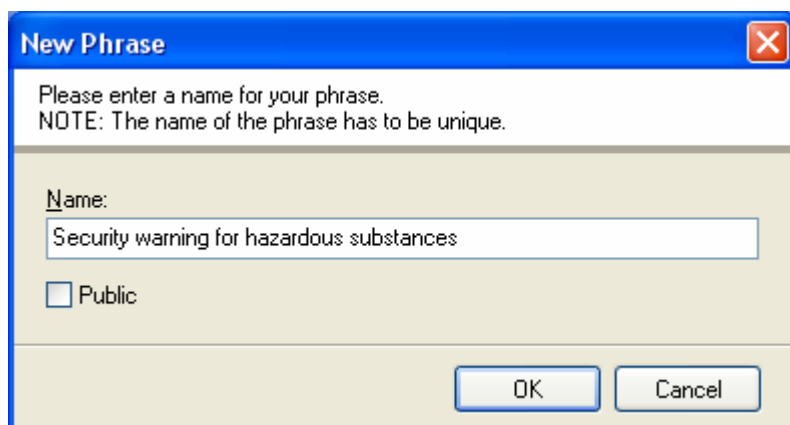 New Phrase
Please enter a name for your phrase.
NOTE: The name of the phrase has to be unique.
Name:
Security warning for hazardous substances
Public
OK Cancel